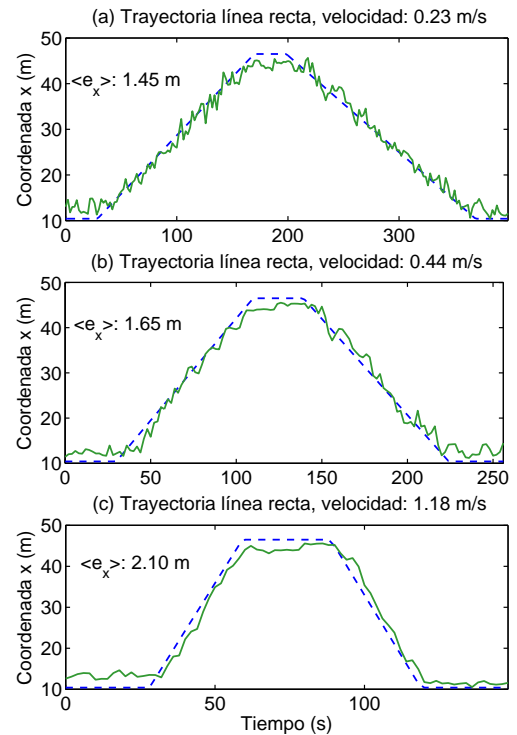 (a) Trayectoria línea recta, velocidad: 0.23 m/s
50
40
30
20
10
Coordenada x (m)
<e_x>: 1.45 m
0 100 200 300
(b) Trayectoria línea recta, velocidad: 0.44 m/s
50
40
30
20
10
Coordenada x (m)
<e_x>: 1.65 m
0 50 100 150 200 250
(c) Trayectoria línea recta, velocidad: 1.18 m/s
50
40
30
20
10
Coordenada x (m)
<e_x>: 2.10 m
0 50 100
Tiempo (s)